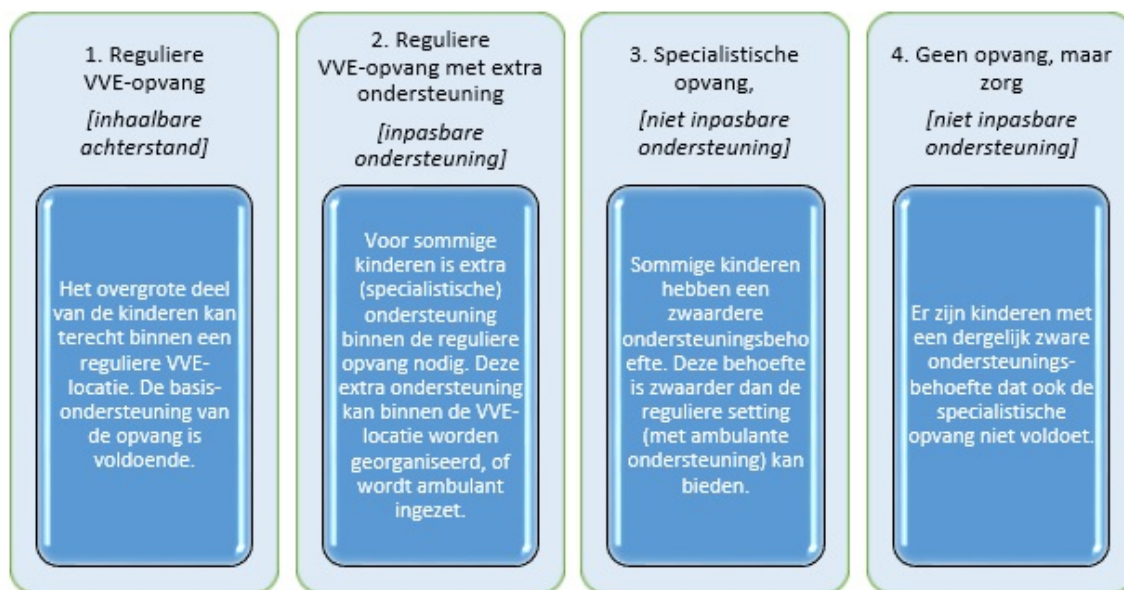 1. Reguliere
VVE-opvang
[inhaalbare
achterstand]
Het overgrote deel
van de kinderen kan
terecht binnen een
reguliere VVE-
locatie. De basis-
ondersteuning van
de opvang is
voldoende.
2. Reguliere
VVE-opvang met extra
ondersteuning
[inpasbare
ondersteuning]
Voor sommige
kinderen is extra
(specialistische)
ondersteuning
binnen de reguliere
opvang nodig. Deze
extra ondersteuning
kan binnen de VVE-
locatie worden
georganiseerd, of
wordt ambulant
ingezet.
3. Specialistische
opvang,
[niet inpasbare
ondersteuning]
Sommige kinderen
hebben een
zwaardere
ondersteuningsbeho
efte. Deze behoefte
is zwaarder dan de
reguliere setting
(met ambulante
ondersteuning) kan
bieden.
4. Geen opvang, maar
zorg
[niet inpasbare
ondersteuning]
Er zijn kinderen met
een dergelijk zware
ondersteunings-
behoefte dat ook de
specialistische
opvang niet voldoet.